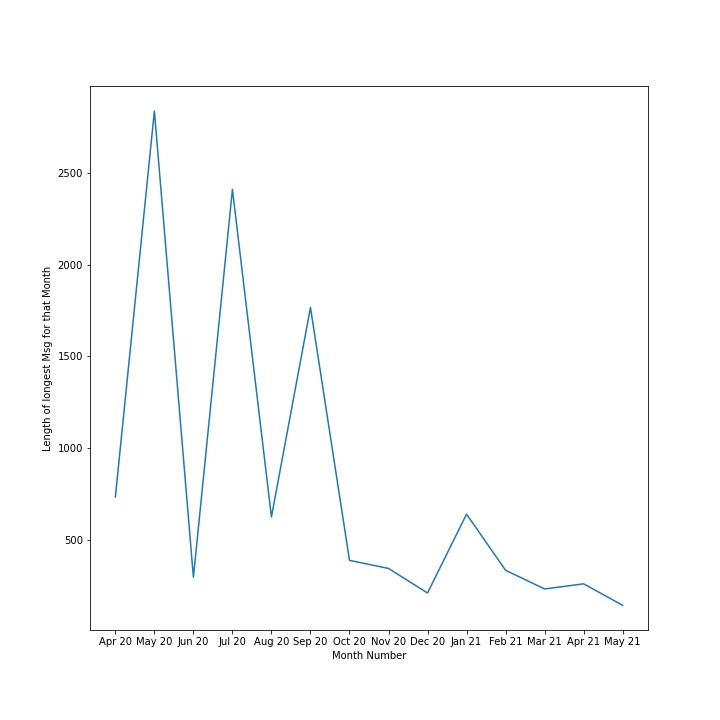 Length of longest Msg for that Month
2500
2000
1500
1000
500
Apr 20 May 20 Jun 20 Jul 20 Aug 20 Sep 20 Oct 20 Nov 20 Dec 20 Jan 21 Feb 21 Mar 21 Apr 21 May 21
Month Number